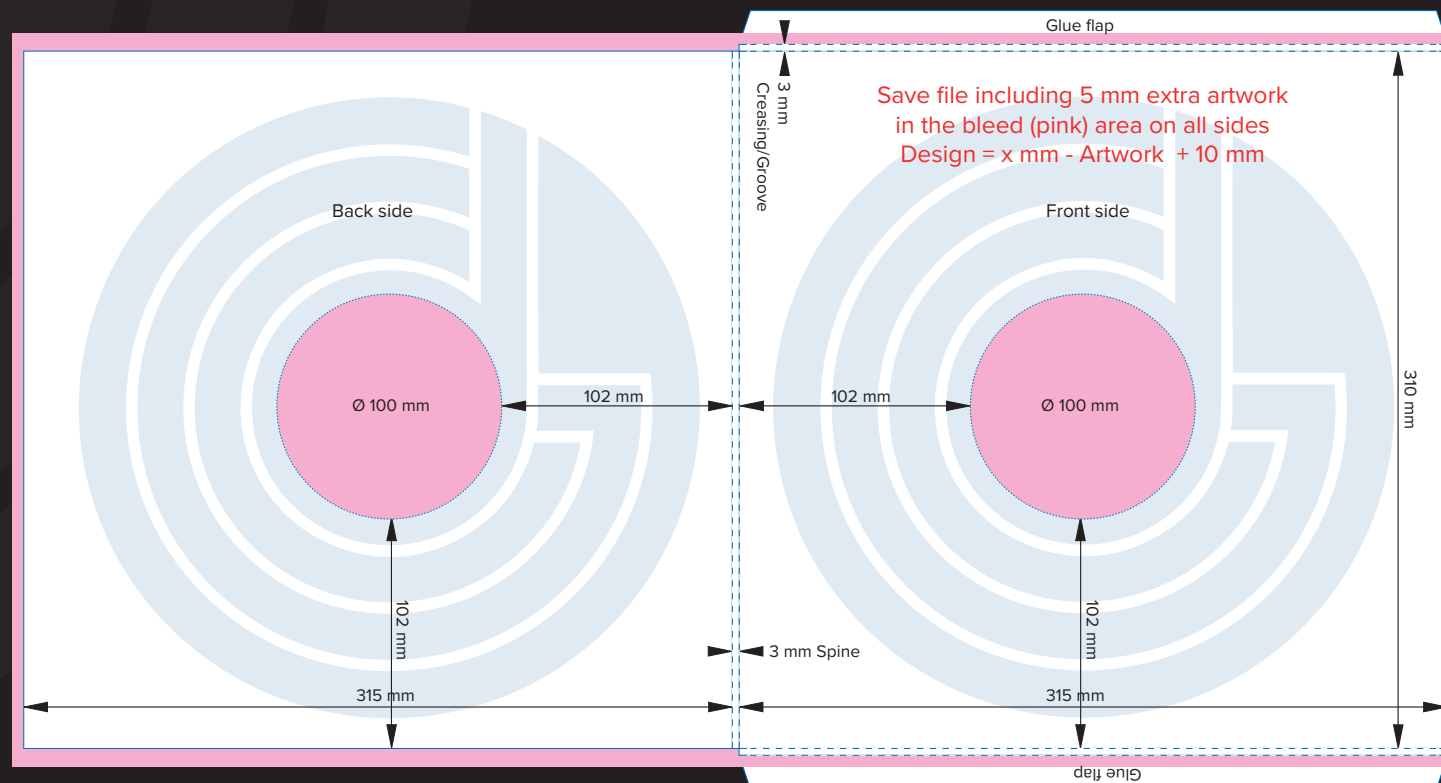 Glue flap
3 mm
Creasing/Groove
Save file including 5 mm extra artwork
in the bleed (pink) area on all sides
Design = x mm - Artwork + 10 mm
Back side
Front side
Ø 100 mm
102 mm
102 mm
Ø 100 mm
310 mm
102 mm
102 mm
3 mm Spine
315 mm
315 mm
Glue flap